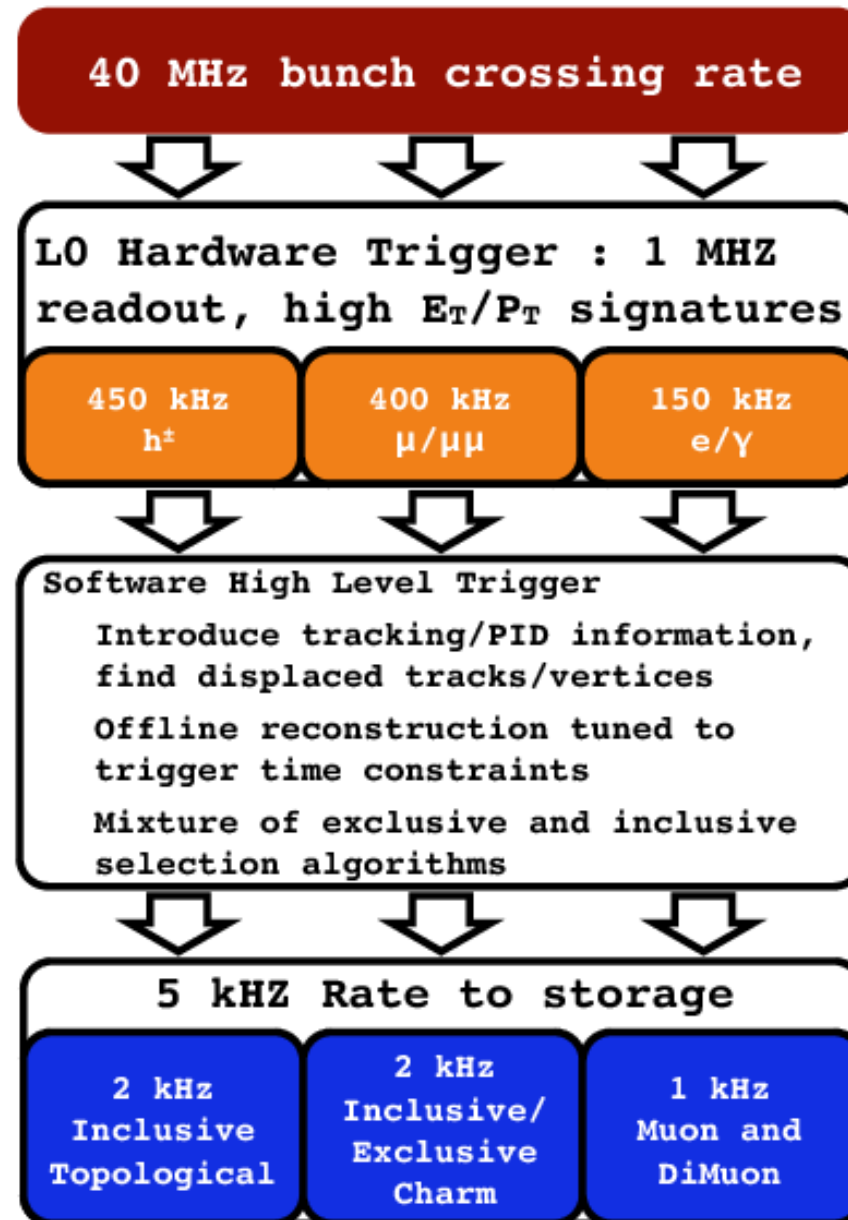 40 MHz bunch crossing rate
L0 Hardware Trigger : 1 MHZ
readout, high E_T/P_T signatures
450 kHz
h±
400 kHz
μ/μμ
150 kHz
e/γ
Software High Level Trigger
Introduce tracking/PID information,
find displaced tracks/vertices
Offline reconstruction tuned to
trigger time constraints
Mixture of exclusive and inclusive
selection algorithms
5 kHZ Rate to storage
2 kHz
Inclusive
Topological
2 kHz
Inclusive/
Exclusive
Charm
1 kHz
Muon and
DiMuon